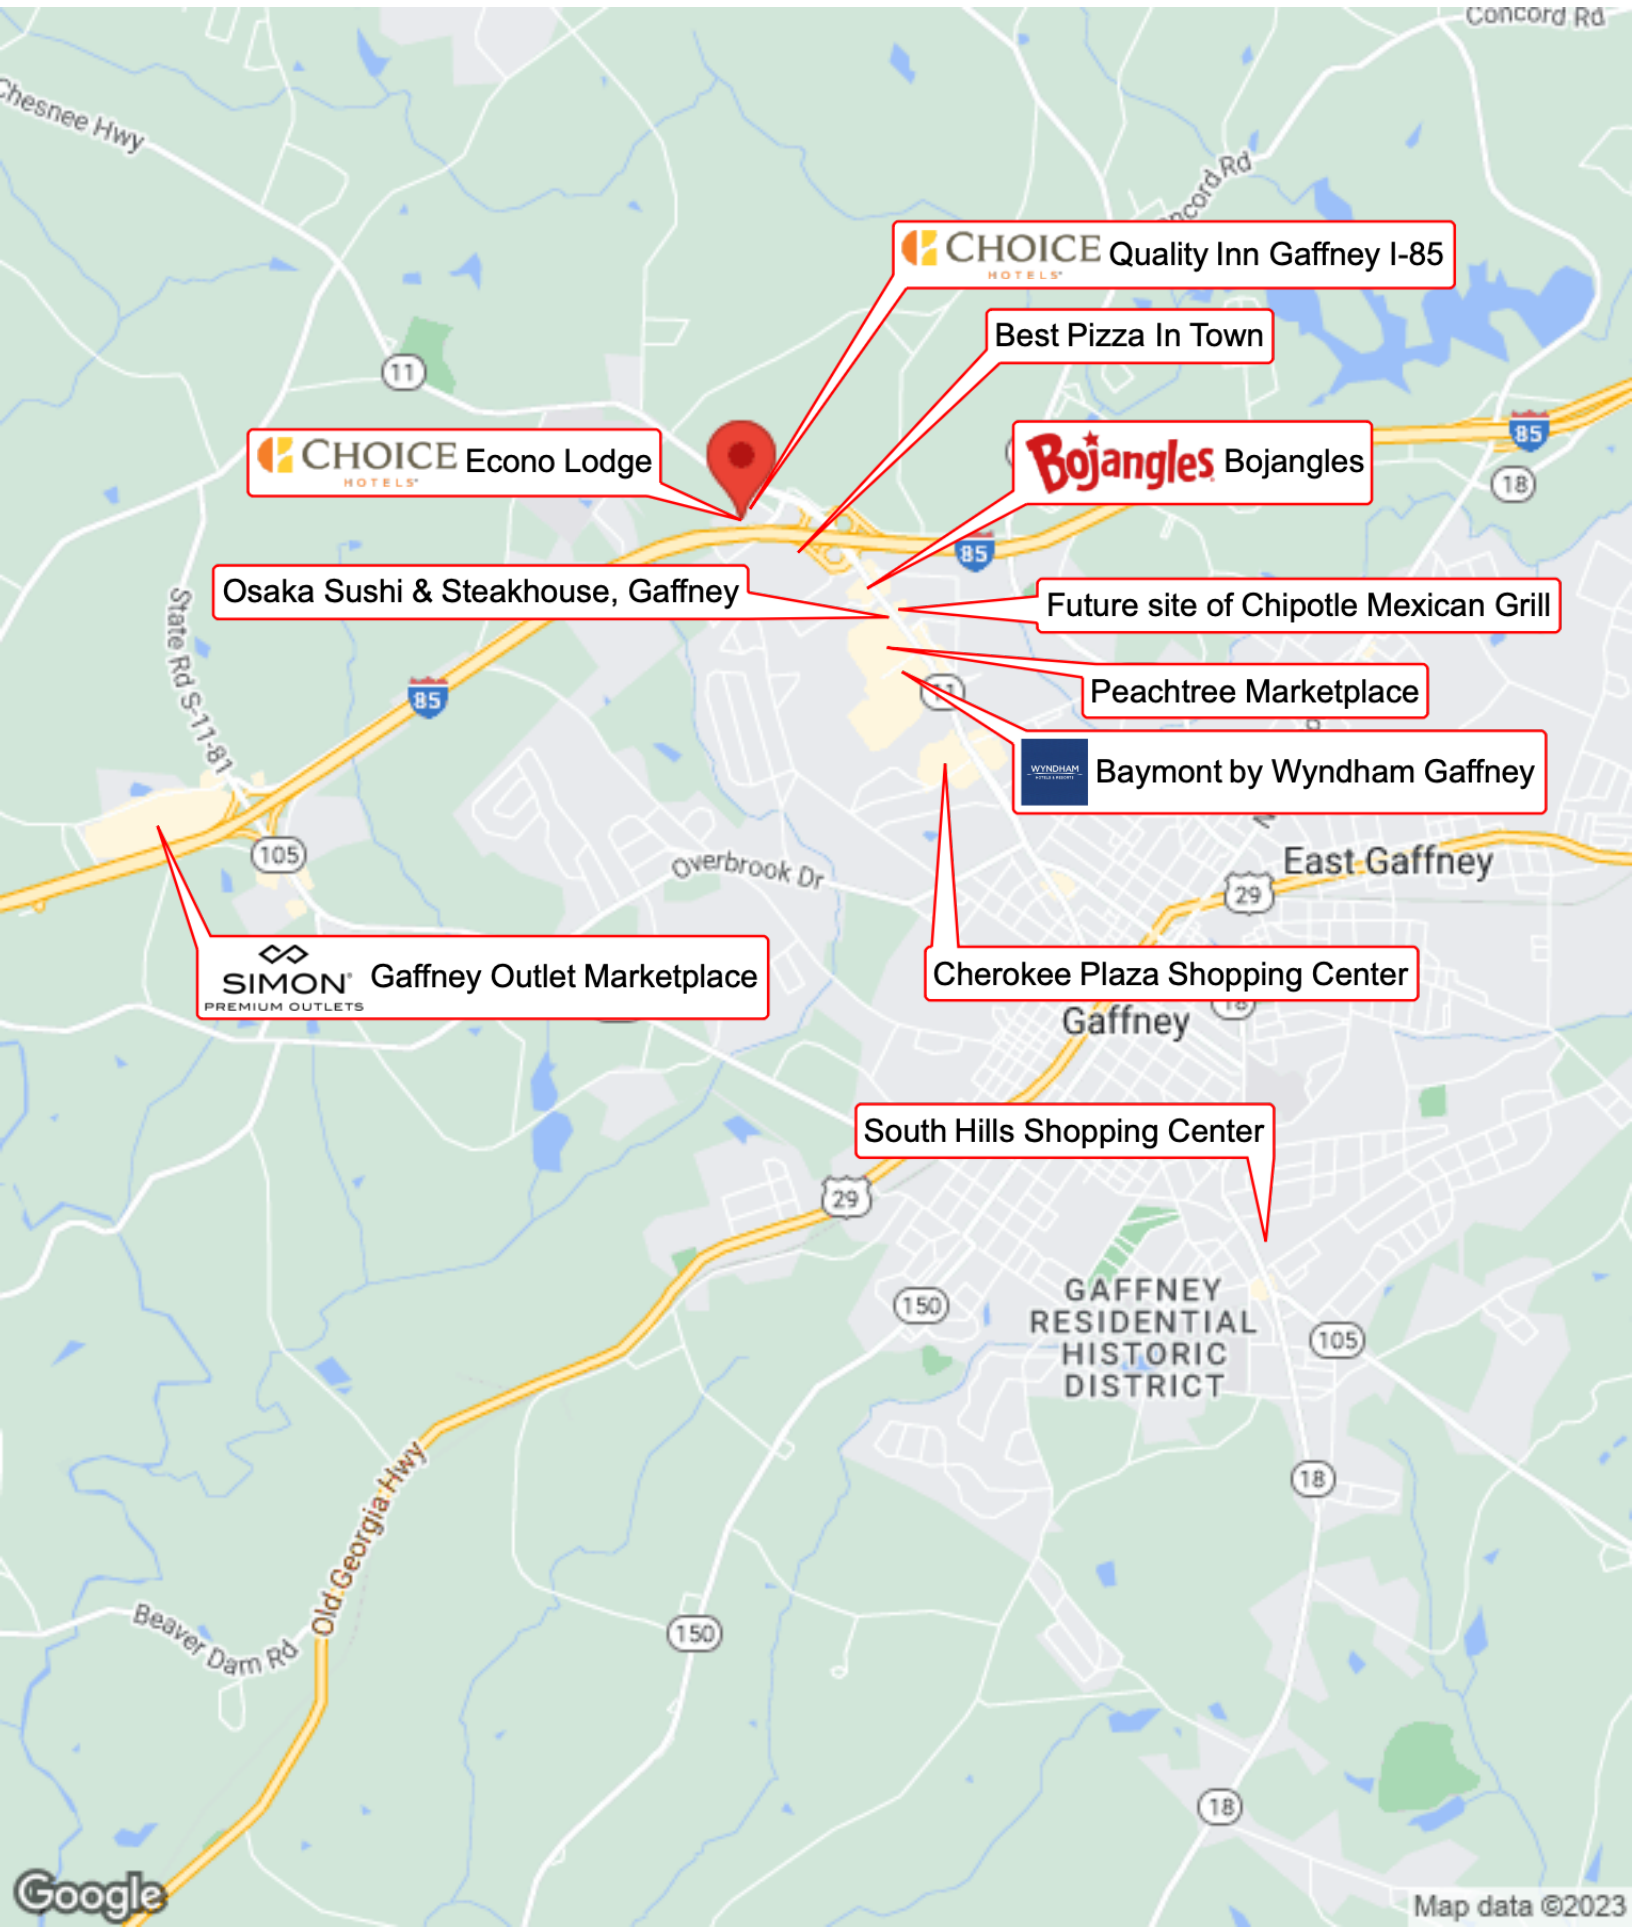 Concord Rd
Chesnee Hwy
Concord Rd
CHOICE
HOTELS
Quality Inn Gaffney I-85
Best Pizza In Town
11
CHOICE
HOTELS
Econo Lodge
Bojangles
Bojangles
85
18
85
Osaka Sushi & Steakhouse, Gaffney
Future site of Chipotle Mexican Grill
State Rd S-11-81
85
11
Peachtree Marketplace
WYNDHAM
HOTELS & RESORTS
Baymont by Wyndham Gaffney
105
Overbrook Dr
East Gaffney
29
SIMON
PREMIUM OUTLETS
Gaffney Outlet Marketplace
Cherokee Plaza Shopping Center
18
Gaffney
South Hills Shopping Center
29
150
GAFFNEY
RESIDENTIAL
HISTORIC
DISTRICT
105
18
Old Georgia Hwy
Beaver Dam Rd
150
18
Google
Map data ©2023